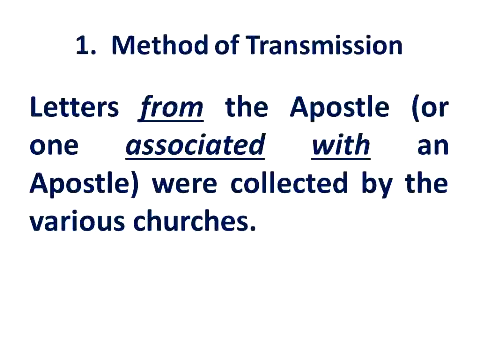 1. Method of Transmission
Letters from the Apostle (or
one associated with an
Apostle) were collected by the
various churches.